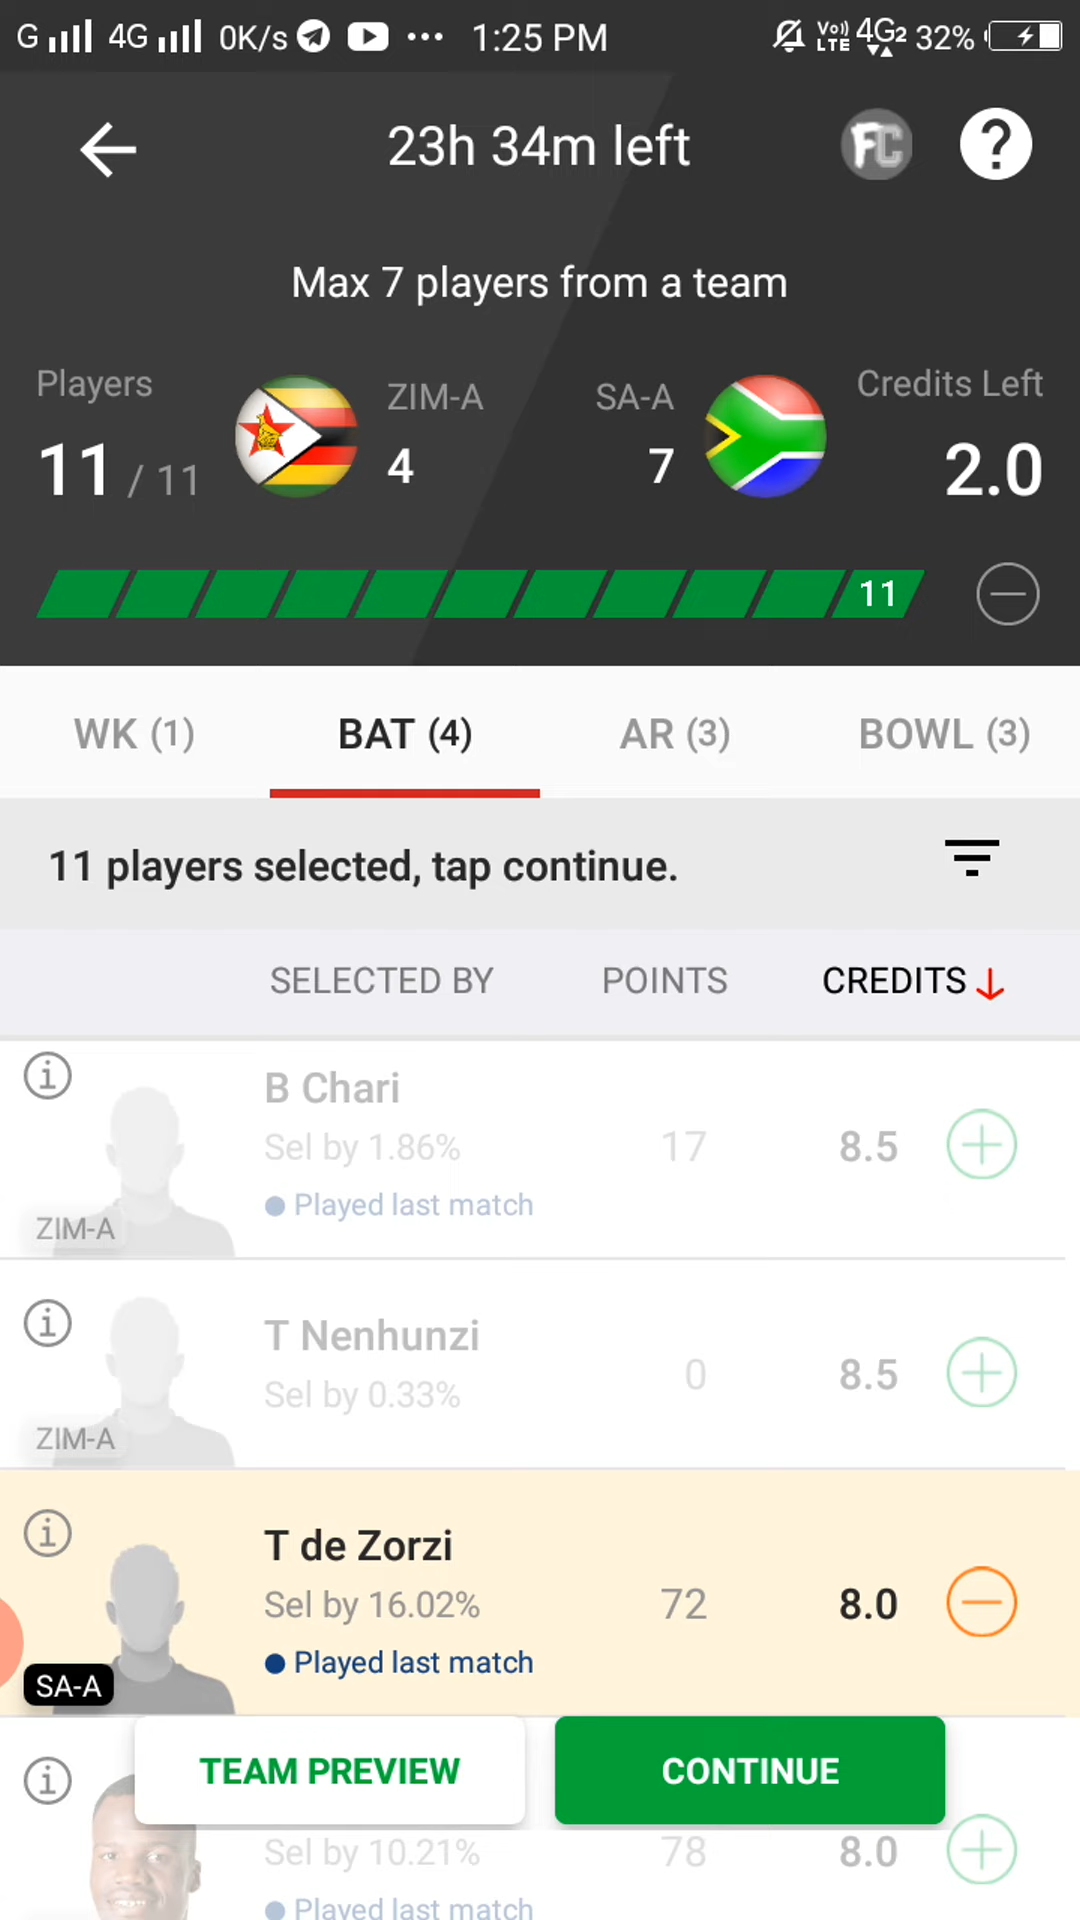 G 4G 0K/s ••• 1:25 PM Vo)) LTE 4G2 32%
23h 34m left FC ?
Max 7 players from a team
Players ZIM-A SA-A Credits Left
11 / 11 4 7 2.0
11
WK (1) BAT (4) AR (3) BOWL (3)
11 players selected, tap continue.
SELECTED BY POINTS CREDITS
B Chari
Sel by 1.86% 17 8.5
Played last match
ZIM-A
T Nenhunzi
Sel by 0.33% 0 8.5
ZIM-A
T de Zorzi
Sel by 16.02% 72 8.0
Played last match
SA-A
TEAM PREVIEW CONTINUE
Sel by 10.21% 78 8.0
Played last match